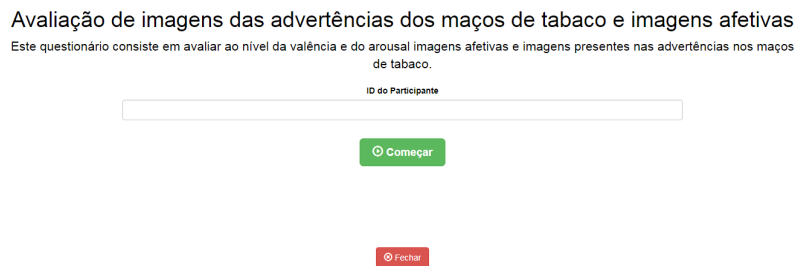 Avaliação de imagens das advertências dos maços de tabaco e imagens afetivas
Este questionário consiste em avaliar ao nível da valência e do arousal imagens afetivas e imagens presentes nas advertências nos maços
de tabaco.
ID do Participante
Começar
Fechar